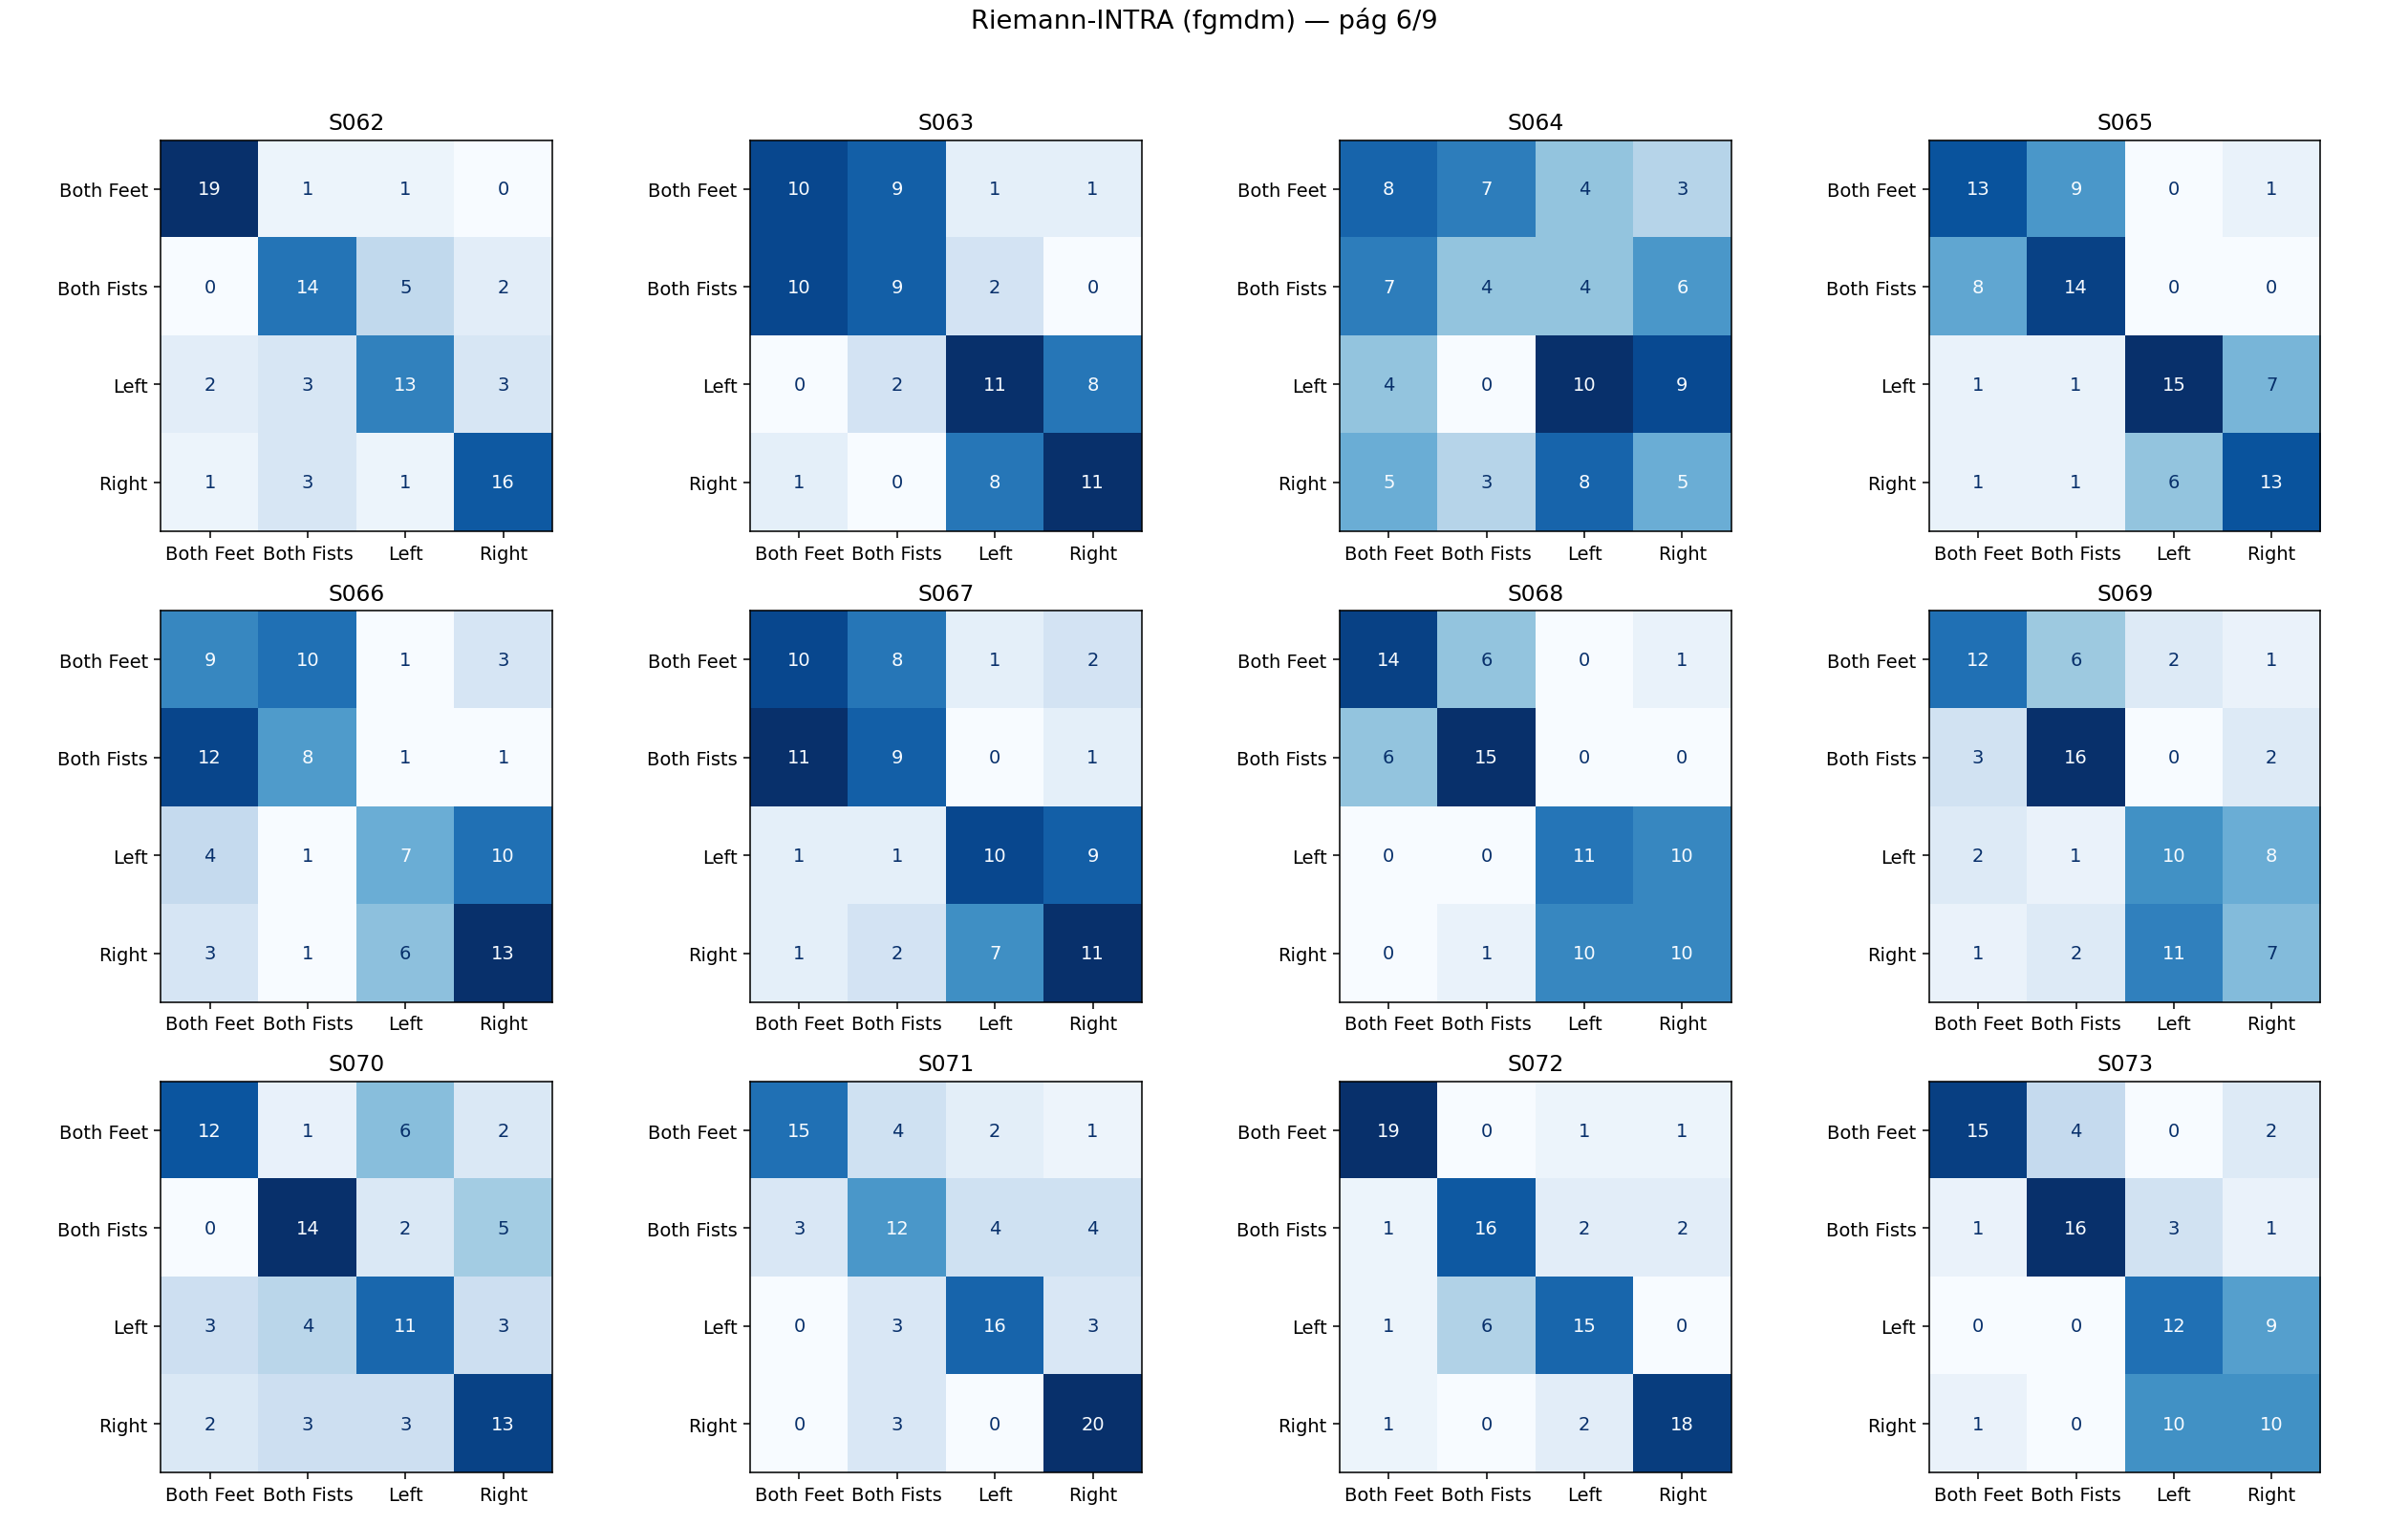 Riemann-INTRA (fgmdm) — pág 6/9
S062
Both Feet 19 1 1 0
Both Fists 0 14 5 2
Left 2 3 13 3
Right 1 3 1 16
Both Feet Both Fists Left Right
S063
Both Feet 10 9 1 1
Both Fists 10 9 2 0
Left 0 2 11 8
Right 1 0 8 11
Both Feet Both Fists Left Right
S064
Both Feet 8 7 4 3
Both Fists 7 4 4 6
Left 4 0 10 9
Right 5 3 8 5
Both Feet Both Fists Left Right
S065
Both Feet 13 9 0 1
Both Fists 8 14 0 0
Left 1 1 15 7
Right 1 1 6 13
Both Feet Both Fists Left Right
S066
Both Feet 9 10 1 3
Both Fists 12 8 1 1
Left 4 1 7 10
Right 3 1 6 13
Both Feet Both Fists Left Right
S067
Both Feet 10 8 1 2
Both Fists 11 9 0 1
Left 1 1 10 9
Right 1 2 7 11
Both Feet Both Fists Left Right
S068
Both Feet 14 6 0 1
Both Fists 6 15 0 0
Left 0 0 11 10
Right 0 1 10 10
Both Feet Both Fists Left Right
S069
Both Feet 12 6 2 1
Both Fists 3 16 0 2
Left 2 1 10 8
Right 1 2 11 7
Both Feet Both Fists Left Right
S070
Both Feet 12 1 6 2
Both Fists 0 14 2 5
Left 3 4 11 3
Right 2 3 3 13
Both Feet Both Fists Left Right
S071
Both Feet 15 4 2 1
Both Fists 3 12 4 4
Left 0 3 16 3
Right 0 3 0 20
Both Feet Both Fists Left Right
S072
Both Feet 19 0 1 1
Both Fists 1 16 2 2
Left 1 6 15 0
Right 1 0 2 18
Both Feet Both Fists Left Right
S073
Both Feet 15 4 0 2
Both Fists 1 16 3 1
Left 0 0 12 9
Right 1 0 10 10
Both Feet Both Fists Left Right